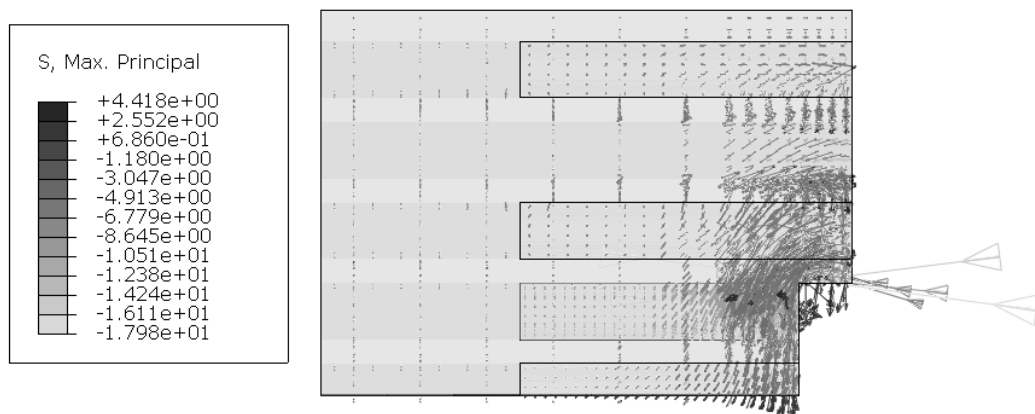 S, Max. Principal
+4.418e+00
+2.552e+00
+6.860e-01
-1.180e+00
-3.047e+00
-4.913e+00
-6.779e+00
-8.645e+00
-1.051e+01
-1.238e+01
-1.424e+01
-1.611e+01
-1.798e+01